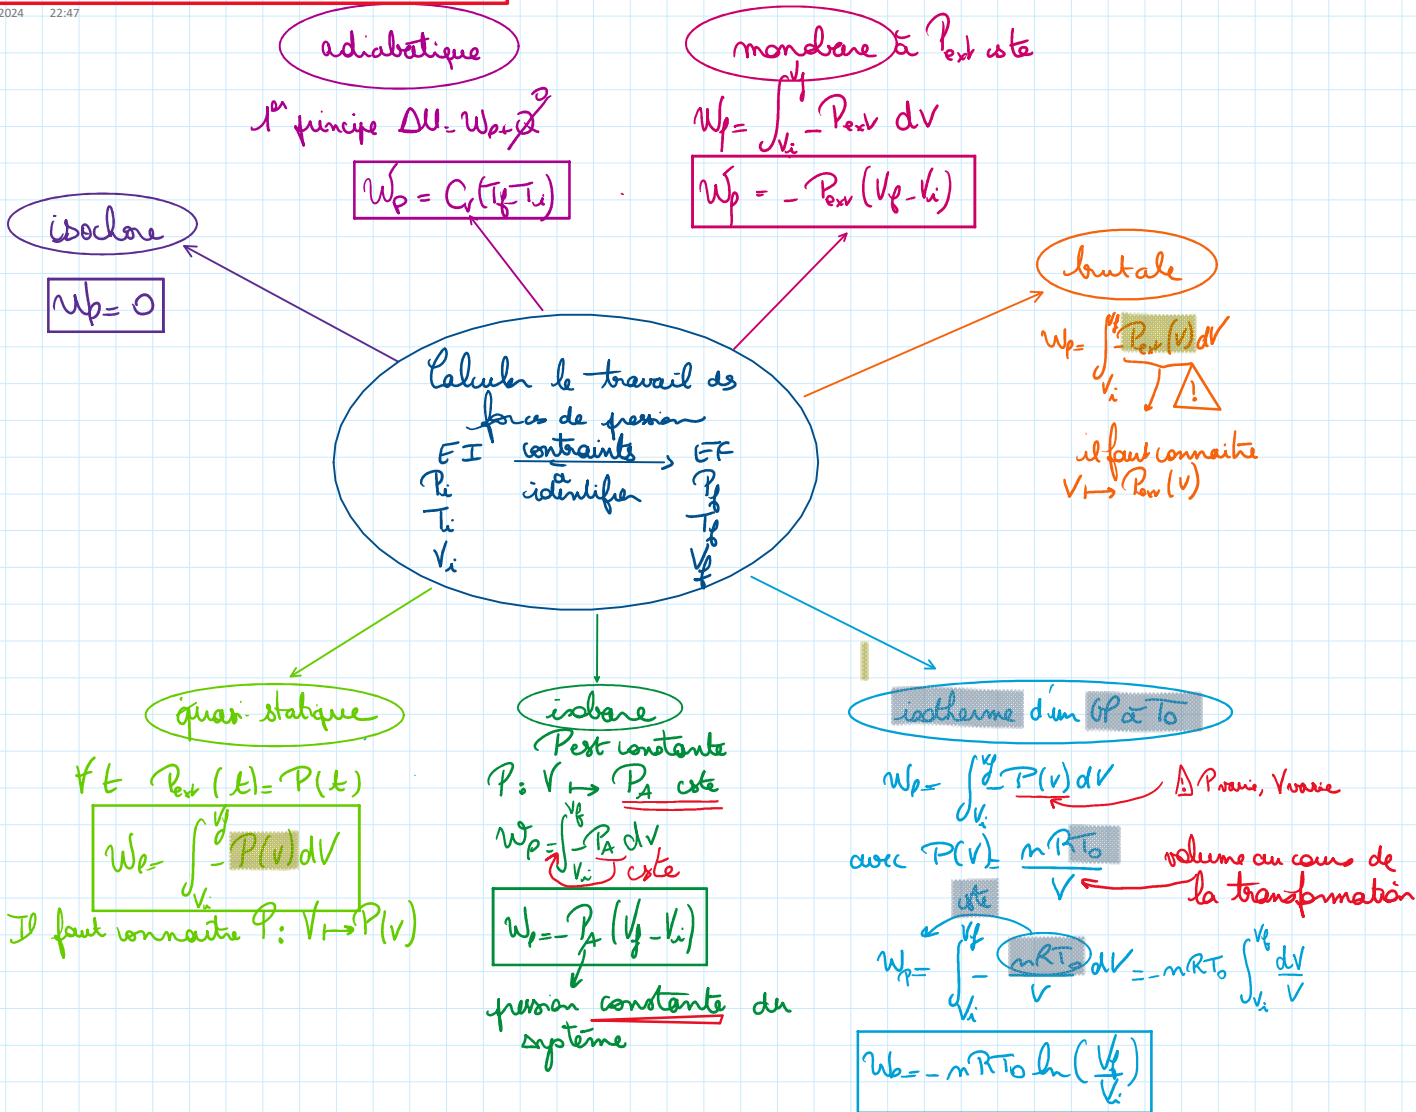 2024 22:47
adiabatique
1er principe ΔU = Wp + Q 0
Wp = Cv(Tf - Ti)
monobare à Pext cste
Wp = ∫Vi Vf - Pext dV
Wp = - Pext (Vf - Vi)
isochore
Wp = 0
brutale
Wp = ∫Vi Vf - Pext(V) dV
!
il faut connaitre
V ↦ Pext(V)
Calculer le travail des
forces de pression
EI contraintes EF
Pi à identifier Pf
Ti Tf
Vi Vf
quasi statique
∀t Pext(t) = P(t)
Wp = ∫Vi Vf - P(V) dV
Il faut connaitre P : V ↦ P(V)
isobare
P est constante
P : V ↦ PA cste
Wp = ∫Vi Vf - PA dV
cste
Wp = - PA (Vf - Vi)
pression constante du
système
isotherme d'un GP à T0
Wp = ∫Vi Vf - P(V) dV
! P varie, V varie
avec P(V) = nRT0 / V
volume au cours de
la transformation
cste
Wp = ∫Vi Vf - nRT0 / V dV = - nRT0 ∫Vi Vf dV / V
Wp = - nRT0 ln (Vf / Vi)